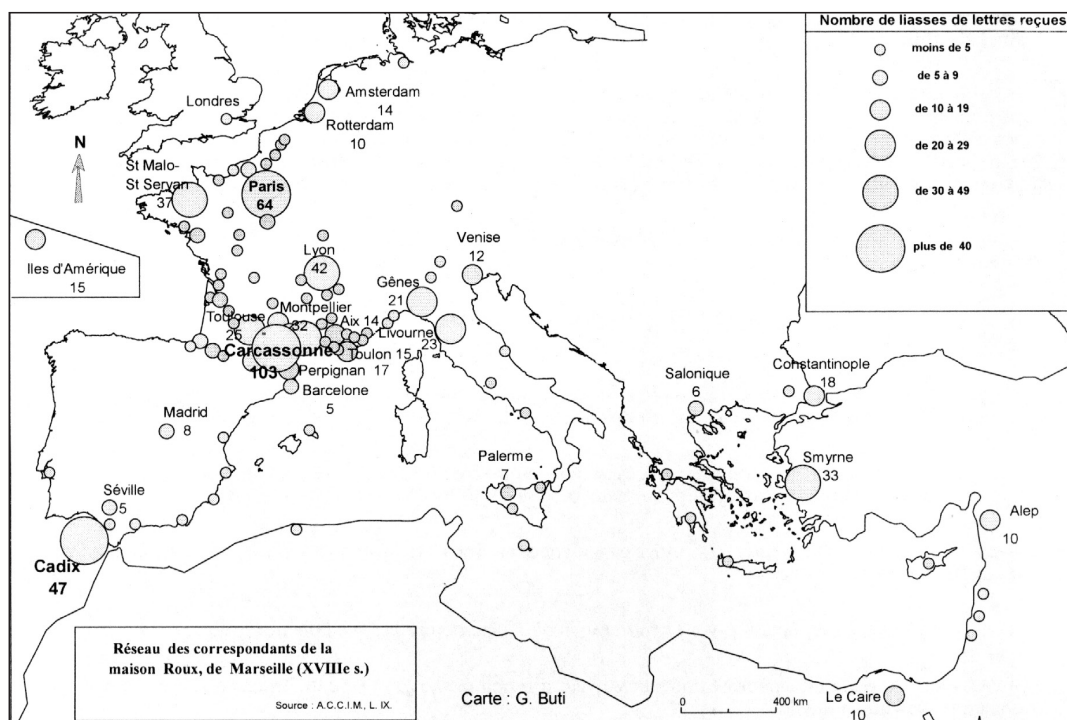 Nombre de liasses de lettres reçues
moins de 5
de 5 à 9
de 10 à 19
de 20 à 29
de 30 à 49
plus de 40
Londres
Amsterdam
14
Rotterdam
10
N
St Malo-
St Servan
37
Paris
64
Iles d'Amérique
15
Lyon
42
Venise
12
Gênes
21
Montpellier
32
Toulouse
25
Aix 14
Livourne
23
Carcassonne
103
Toulon 15
17
Perpignan
Barcelone
5
Madrid
8
Séville
5
Cadix
47
Palerme
7
Salonique
6
Constantinople
18
Smyrne
33
Alep
10
Le Caire
10
Réseau des correspondants de la
maison Roux, de Marseille (XVIIIe s.)
Source : A.C.C.I.M., L. IX.
Carte : G. Buti
0 400 km